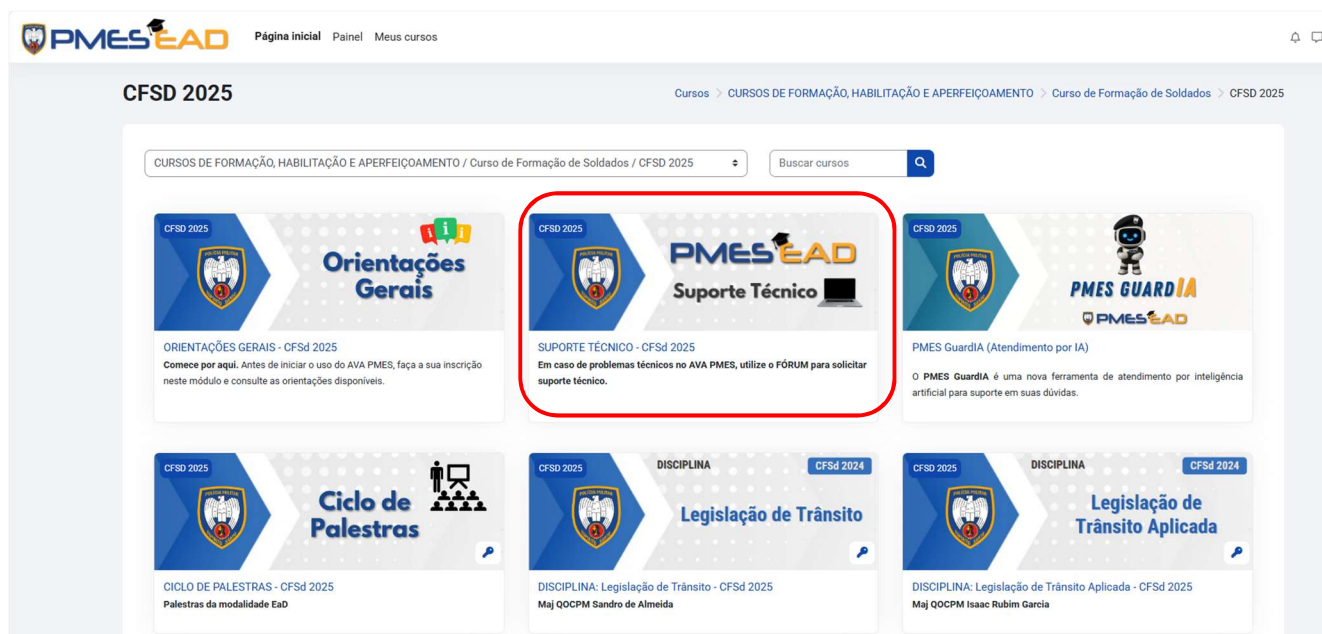 PMES EAD Página inicial Painel Meus cursos
CFSD 2025
Cursos > CURSOS DE FORMAÇÃO, HABILITAÇÃO E APERFEIÇOAMENTO > Curso de Formação de Soldados > CFSD 2025
CURSOS DE FORMAÇÃO, HABILITAÇÃO E APERFEIÇOAMENTO / Curso de Formação de Soldados / CFSD 2025
Buscar cursos
CFSD 2025
Orientações
Gerais
ORIENTAÇÕES GERAIS - CFSd 2025
Comece por aqui. Antes de iniciar o uso do AVA PMES, faça a sua inscrição
neste módulo e consulte as orientações disponíveis.
CFSD 2025
PMES EAD
Suporte Técnico
SUPORTE TÉCNICO - CFSd 2025
Em caso de problemas técnicos no AVA PMES, utilize o FÓRUM para solicitar
suporte técnico.
CFSD 2025
PMES GUARDIA
PMES EAD
PMES GuardIA (Atendimento por IA)
O PMES GuardIA é uma nova ferramenta de atendimento por inteligência
artificial para suporte em suas dúvidas.
CFSD 2025
Ciclo de
Palestras
CICLO DE PALESTRAS - CFSd 2025
Palestras da modalidade EaD
CFSD 2025
DISCIPLINA
CFSd 2024
Legislação de Trânsito
DISCIPLINA: Legislação de Trânsito - CFSd 2025
Maj QOCPM Sandro de Almeida
CFSD 2025
DISCIPLINA
CFSd 2024
Legislação de
Trânsito Aplicada
DISCIPLINA: Legislação de Trânsito Aplicada - CFSd 2025
Maj QOCPM Isaac Rubim Garcia